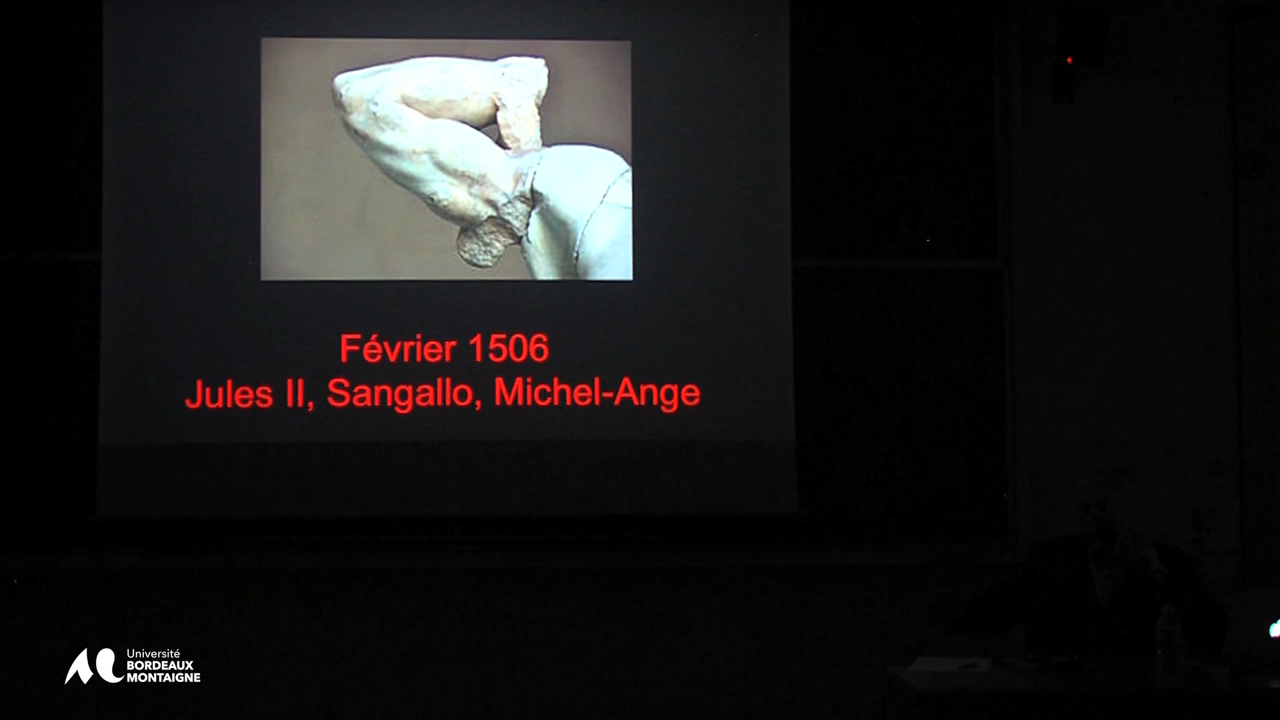 Février 1506
Jules II, Sangallo, Michel-Ange
Université
BORDEAUX
MONTAIGNE